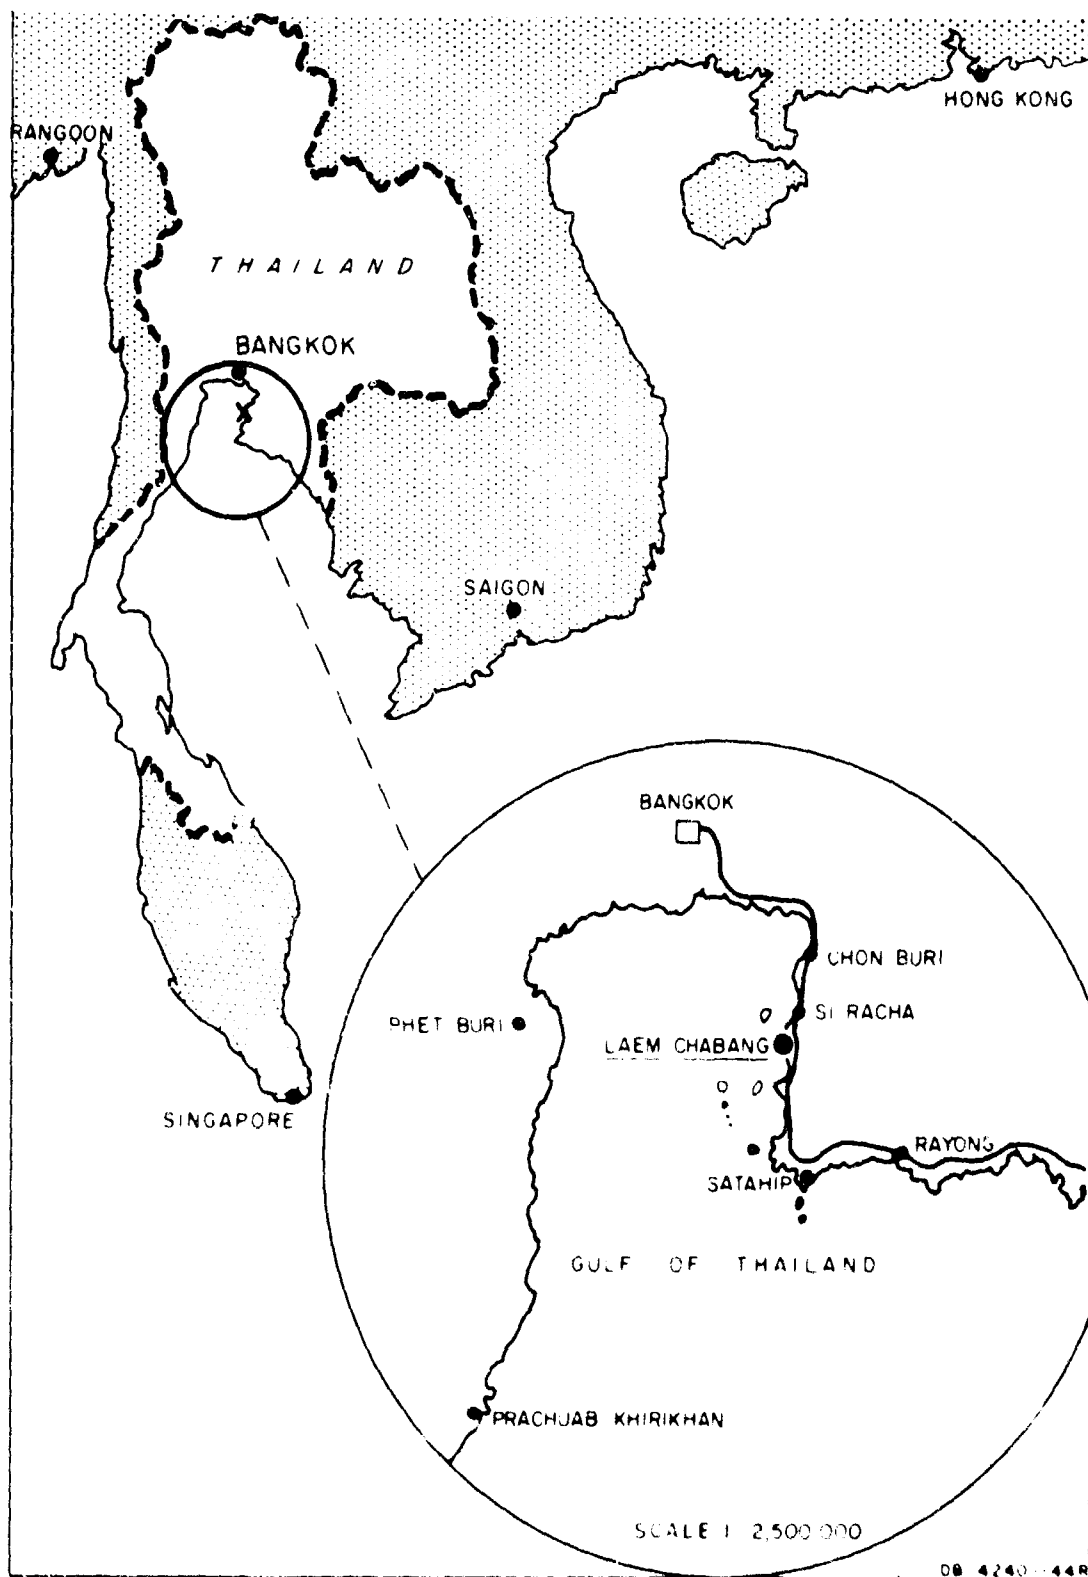 HONG KONG
RANGOON
THAILAND
BANGKOK
SAIGON
BANGKOK
CHON BURI
SI RACHA
PHET BURI
LAEM CHABANG
SINGAPORE
RAYONG
SATAHIP
GULF OF THAILAND
PRACHUAB KHIRIKHAN
SCALE 1 2,500 000